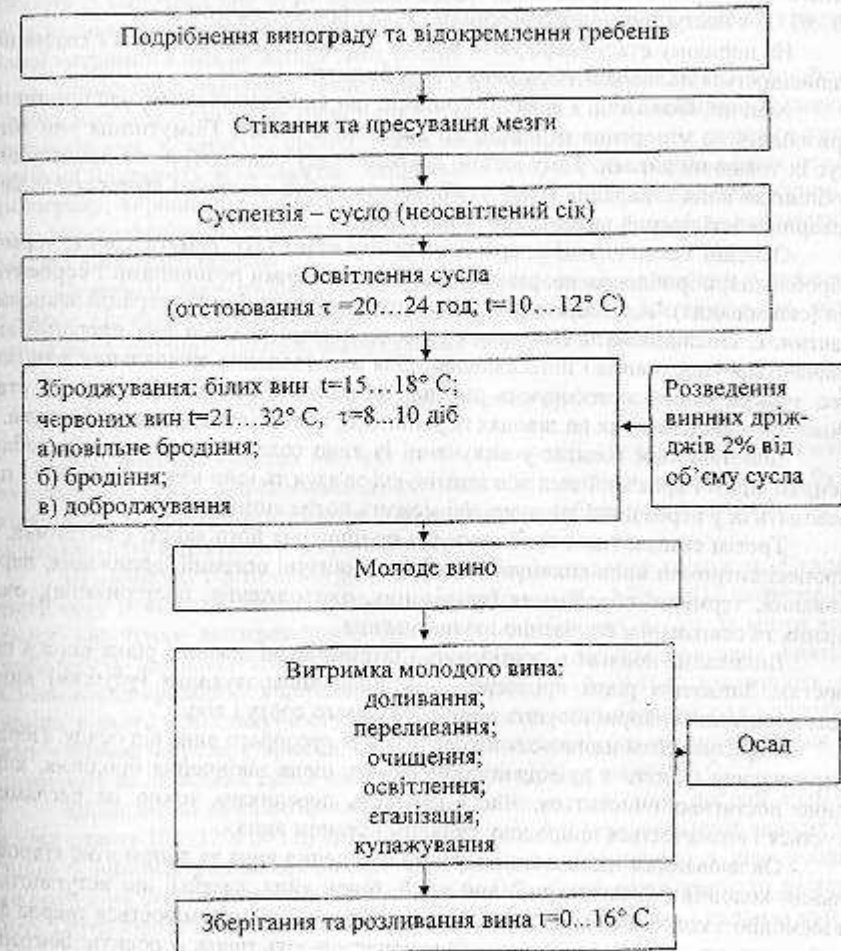 Подрібнення винограду та відокремлення гребенів
Стікання та пресування мезги
Суспензія – сусло (неосвітлений сік)
Освітлення сусла
(отстоювання τ =20…24 год; t=10…12° С)
Зброджування: білих вин t=15…18° С;
червоних вин t=21…32° С, τ=8…10 діб
а)повільне бродіння;
б) бродіння;
в) доброджування
Розведення
винних дріж-
джів 2% від
об'єму сусла
Молоде вино
Витримка молодого вина:
доливання;
переливання;
очищення;
освітлення;
егалізація;
купажування
Осад
Зберігання та розливання вина t=0…16° С